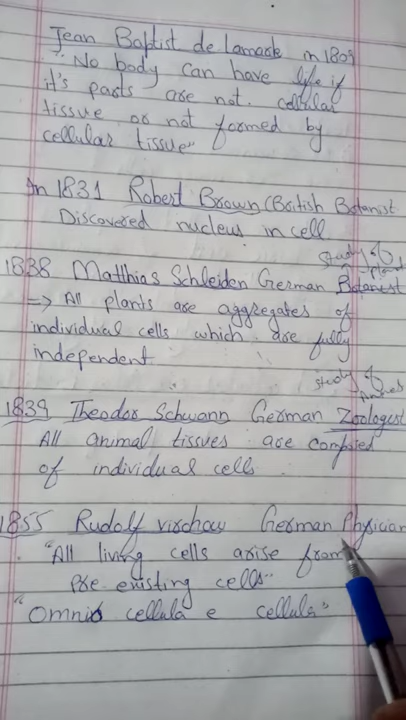 Jean Baptist de Lamack in 1809
"No body can have life if
it's parts are not cellular
tissue or not formed by
cellular tissue"
In 1831 Robert Brown (British Botanist
Discovered nucleus in cell
study of
plants
1838 Matthias Schleiden German Botanist
=> All plants are aggregates of
individual cells which are fully
independent
study of
1839 Theodor Schwann German Zoologist
All animal tissues are compsed
of individual cells
1855 Rudolf virchow German Physician
"All living cells arise from
Pre existing cells"
"Omnis cellula e cellula"